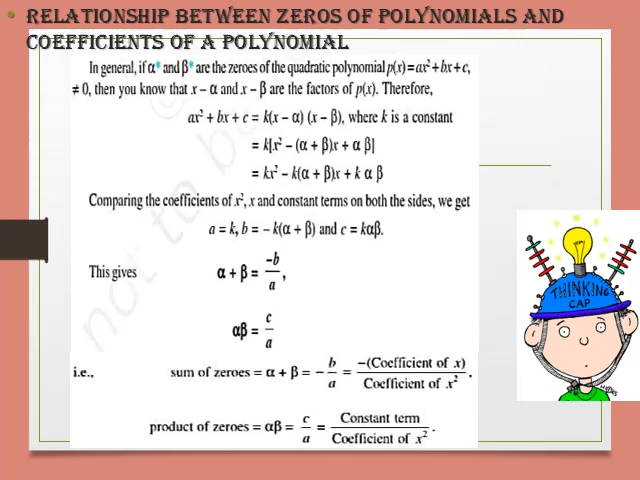 • Relationship between zeros of polynomials and
coefficients of a polynomial
In general, if α* and β* are the zeroes of the quadratic polynomial p(x) = ax² + bx + c,
≠ 0, then you know that x – α and x – β are the factors of p(x). Therefore,
ax² + bx + c = k(x – α) (x – β), where k is a constant
= k[x² – (α + β)x + α β]
= kx² – k(α + β)x + k α β
Comparing the coefficients of x², x and constant terms on both the sides, we get
a = k, b = – k(α + β) and c = kαβ.
This gives α + β = –b/a,
αβ = c/a
i.e., sum of zeroes = α + β = – b/a = –(Coefficient of x)/Coefficient of x² .
product of zeroes = αβ = c/a = Constant term/Coefficient of x² .
THINKING
CAP
not to be